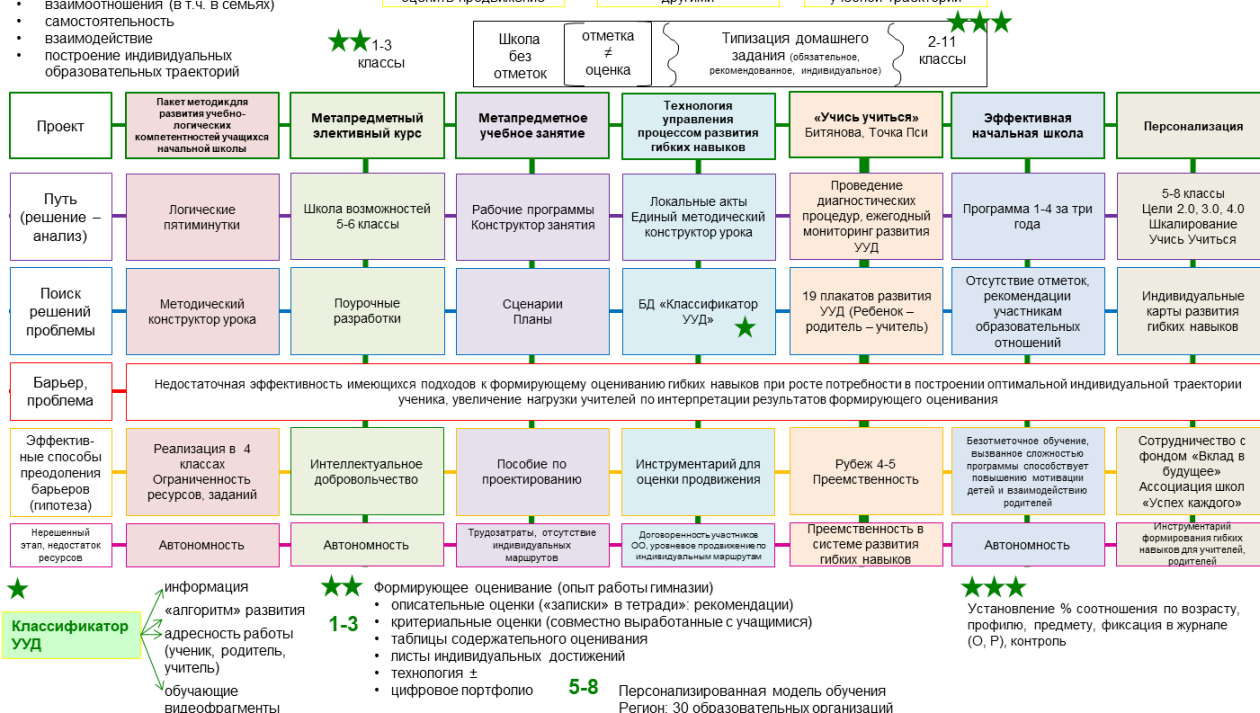 взаимоотношения (в т.ч. в семьях)
самостоятельность
взаимодействие
построение индивидуальных
образовательных траекторий
оценить продвижение
другими
учебной траектории
1-3
классы
Школа
без
отметок
отметка
≠
оценка
Типизация домашнего
задания (обязательное,
рекомендованное, индивидуальное)
2-11
классы
Проект
Пакет методик для
развития учебно-
логических
компетентностей учащихся
начальной школы
Метапредметный
элективный курс
Метапредметное
учебное занятие
Технология
управления
процессом развития
гибких навыков
«Учись учиться»
Битянова, Точка Пси
Эффективная
начальная школа
Персонализация
Путь
(решение –
анализ)
Логические
пятиминутки
Школа возможностей
5-6 классы
Рабочие программы
Конструктор занятия
Локальные акты
Единый методический
конструктор урока
Проведение
диагностических
процедур, ежегодный
мониторинг развития
УУД
Программа 1-4 за три
года
5-8 классы
Цели 2.0, 3.0, 4.0
Шкалирование
Учись Учиться
Поиск
решений
проблемы
Методический
конструктор урока
Поурочные
разработки
Сценарии
Планы
БД «Классификатор
УУД»
19 плакатов развития
УУД (Ребенок –
родитель – учитель)
Отсутствие отметок,
рекомендации
участникам
образовательных
отношений
Индивидуальные
карты развития
гибких навыков
Барьер,
проблема
Недостаточная эффективность имеющихся подходов к формирующему оцениванию гибких навыков при росте потребности в построении оптимальной индивидуальной траектории
ученика, увеличение нагрузки учителей по интерпретации результатов формирующего оценивания
Эффектив-
ные способы
преодоления
барьеров
(гипотеза)
Реализация в 4
классах
Ограниченность
ресурсов, заданий
Интеллектуальное
добровольчество
Пособие по
проектированию
Инструментарий для
оценки продвижения
Рубеж 4-5
Преемственность
Безотметочное обучение,
вызванное сложностью
программы способствует
повышению мотивации
детей и взаимодействию
родителей
Сотрудничество с
фондом «Вклад в
будущее»
Ассоциация школ
«Успех каждого»
Нерешенный
этап, недостаток
ресурсов
Автономность
Автономность
Трудозатраты, отсутствие
индивидуальных
маршрутов
Договоренность участников
ОО, уровневое продвижение по
индивидуальным маршрутам
Преемственность в
системе развития
гибких навыков
Автономность
Инструментарий
формирования гибких
навыков для учителей,
родителей
Классификатор
УУД
информация
«алгоритм» развития
адресность работы
(ученик, родитель,
учитель)
обучающие
видеофрагменты
1-3
Формирующее оценивание (опыт работы гимназии)
описательные оценки («записки» в тетради»: рекомендации)
критериальные оценки (совместно выработанные с учащимися)
таблицы содержательного оценивания
листы индивидуальных достижений
технология ±
цифровое портфолио
5-8
Персонализированная модель обучения
Регион: 30 образовательных организаций
Установление % соотношения по возрасту,
профилю, предмету, фиксация в журнале
(О, Р), контроль